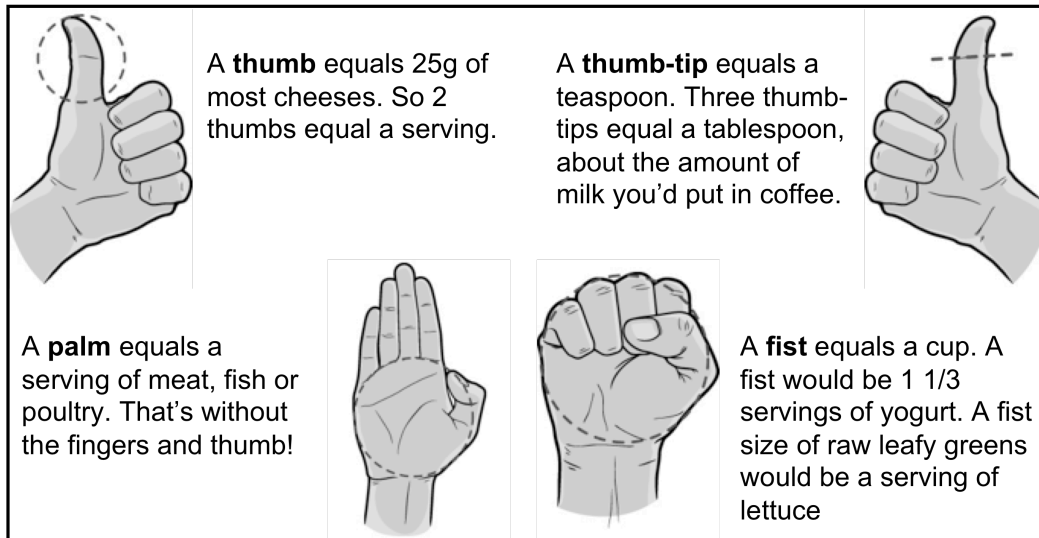 A thumb equals 25g of
most cheeses. So 2
thumbs equal a serving.
A thumb-tip equals a
teaspoon. Three thumb-
tips equal a tablespoon,
about the amount of
milk you’d put in coffee.
A palm equals a
serving of meat, fish or
poultry. That’s without
the fingers and thumb!
A fist equals a cup. A
fist would be 1 1/3
servings of yogurt. A fist
size of raw leafy greens
would be a serving of
lettuce